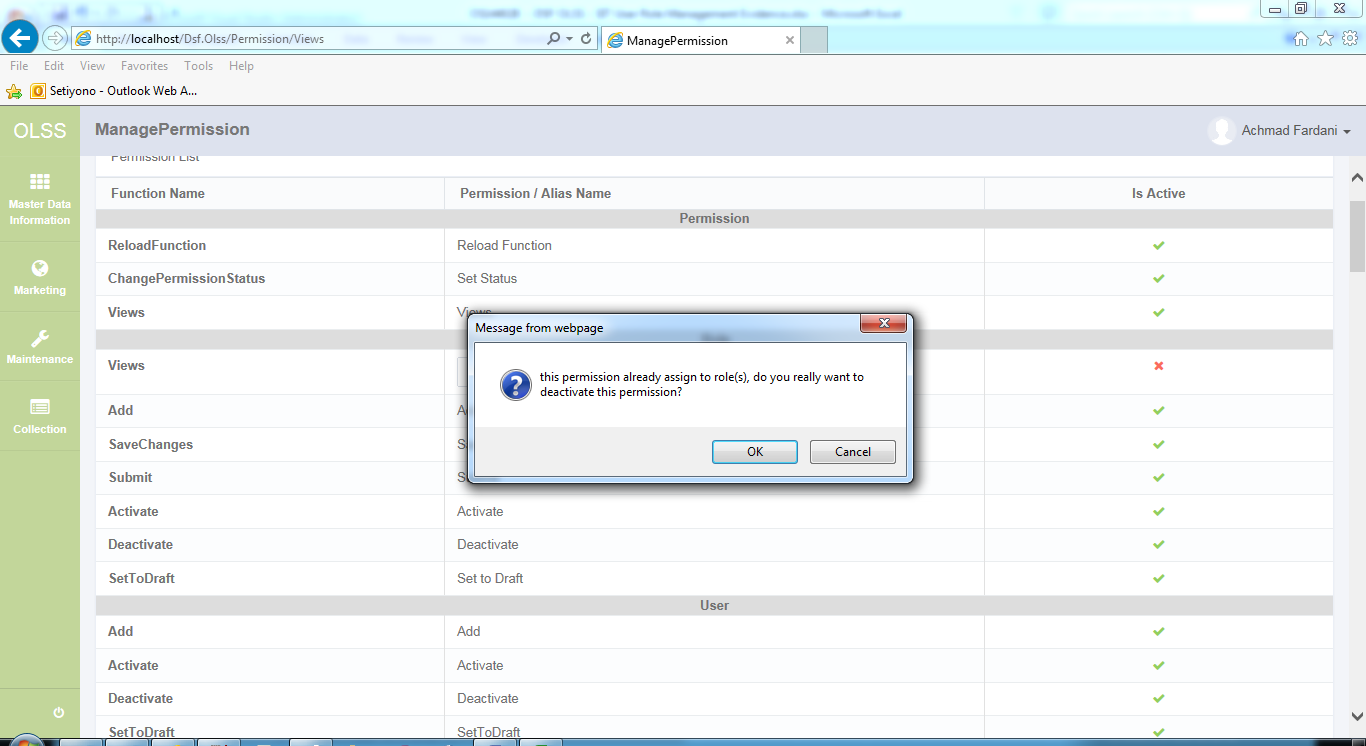 http://localhost/Dsf.Olss/Permission/Views
ManagePermission
File Edit View Favorites Tools Help
Setiyono - Outlook Web A...
OLSS
ManagePermission
Achmad Fardani
Permission List
Master Data
Information
Marketing
Maintenance
Collection
Function Name Permission / Alias Name Is Active
Permission
ReloadFunction Reload Function
ChangePermissionStatus Set Status
Views Views
Views
Add
SaveChanges
Submit
Activate Activate
Deactivate Deactivate
SetToDraft Set to Draft
User
Add Add
Activate Activate
Deactivate Deactivate
SetToDraft SetToDraft
Message from webpage
this permission already assign to role(s), do you really want to
deactivate this permission?
OK Cancel